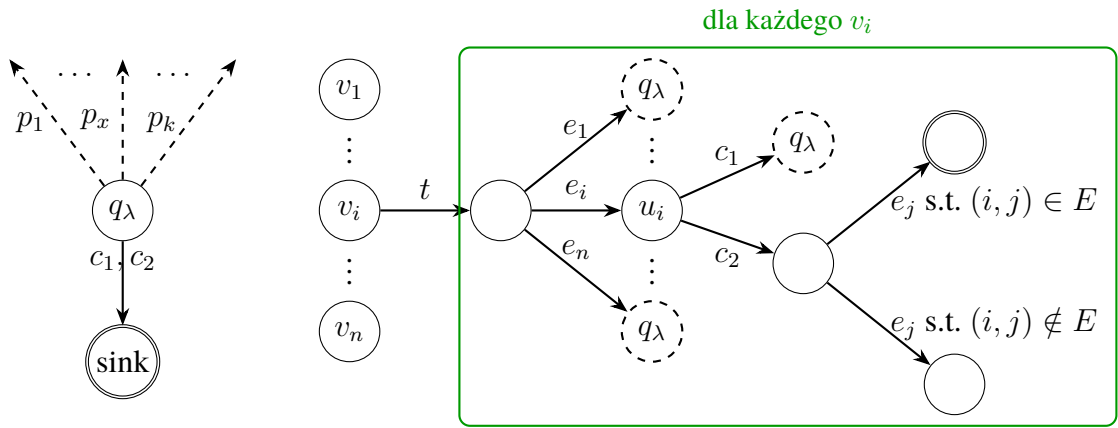 dla każdego v_i
p_1
. . .
p_x
. . .
p_k
q_λ
c_1, c_2
sink
v_1
⋮
v_i
⋮
v_n
t
e_1
e_i
e_n
q_λ
⋮
u_i
⋮
q_λ
c_1
c_2
q_λ
e_j s.t. (i, j) ∈ E
e_j s.t. (i, j) ∉ E